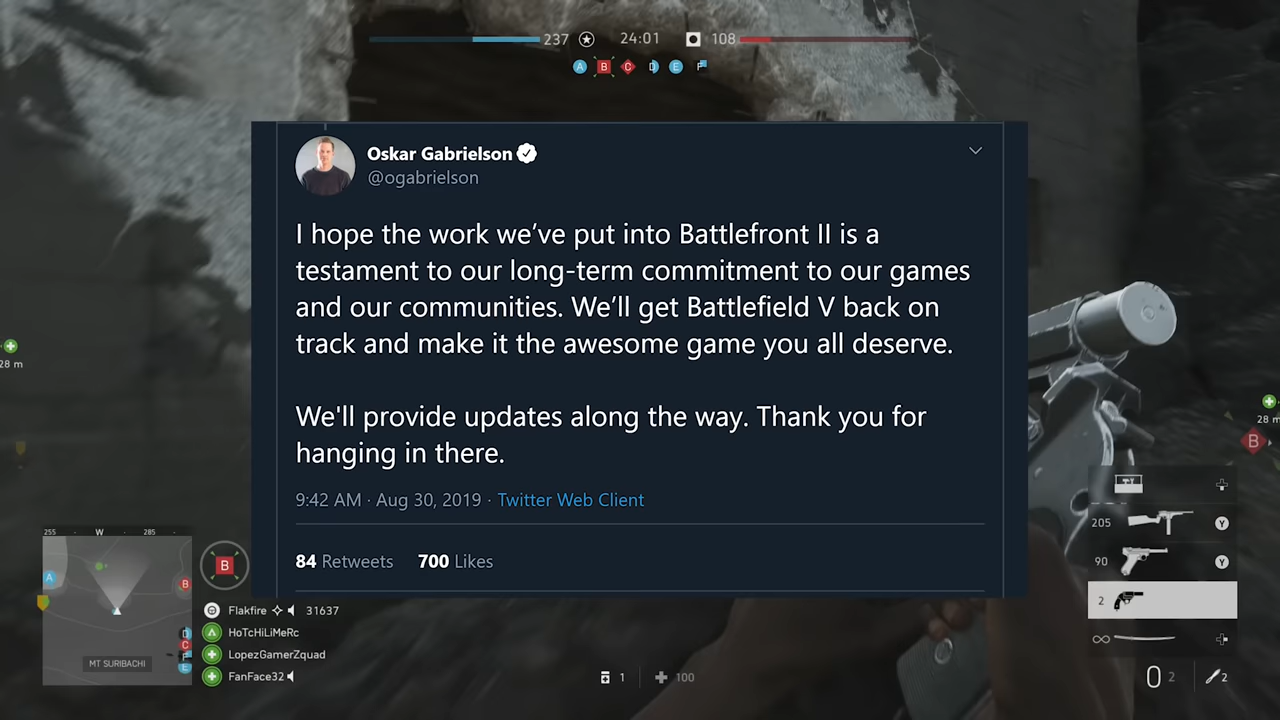 237 24:01 108
A B C D E F
Oskar Gabrielson
@ogabrielson
I hope the work we’ve put into Battlefront II is a
testament to our long-term commitment to our games
and our communities. We’ll get Battlefield V back on
track and make it the awesome game you all deserve.
We'll provide updates along the way. Thank you for
hanging in there.
9:42 AM · Aug 30, 2019 · Twitter Web Client
84 Retweets 700 Likes
28 m
28 m
B
205 Y
90 Y
2
∞
0 2 2
255 W 285
A B
D
C
F
E
MT SURIBACHI
B
Flakfire 31637
HoTcHiLiMeRc
LopezGamerZquad
FanFace32
1 100